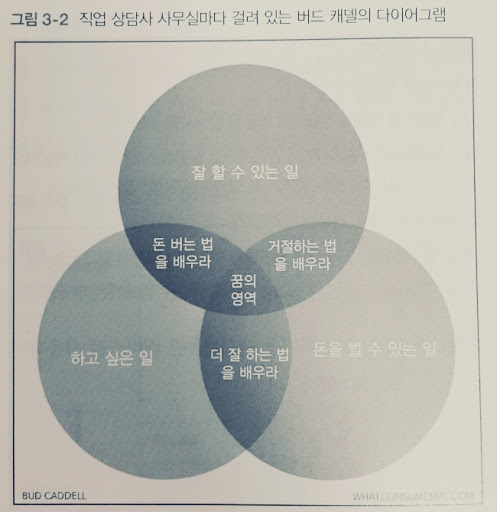 그림 3-2 직업 상담사 사무실마다 걸려 있는 버드 캐델의 다이어그램
잘 할 수 있는 일
돈 버는 법
을 배우라
거절하는 법
을 배우라
꿈의
영역
하고 싶은 일
더 잘 하는 법
을 배우라
돈을 벌 수 있는 일
BUD CADDELL
WHATCONSUMESME.COM